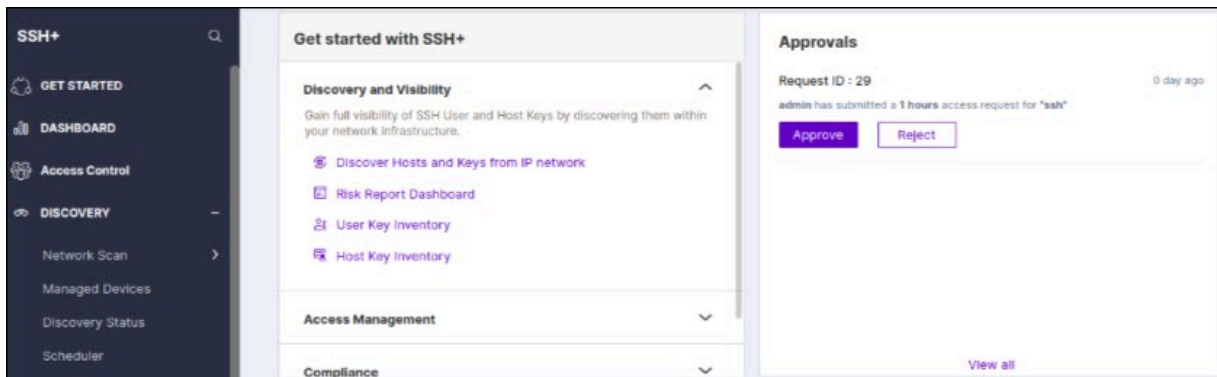 SSH+
GET STARTED
DASHBOARD
Access Control
DISCOVERY
Network Scan
Managed Devices
Discovery Status
Scheduler
Get started with SSH+
Discovery and Visibility
Gain full visibility of SSH User and Host Keys by discovering them within
your network infrastructure.
Discover Hosts and Keys from IP network
Risk Report Dashboard
User Key Inventory
Host Key Inventory
Access Management
Compliance
Approvals
Request ID : 29
0 day ago
admin has submitted a 1 hours access request for "ssh"
Approve
Reject
View all